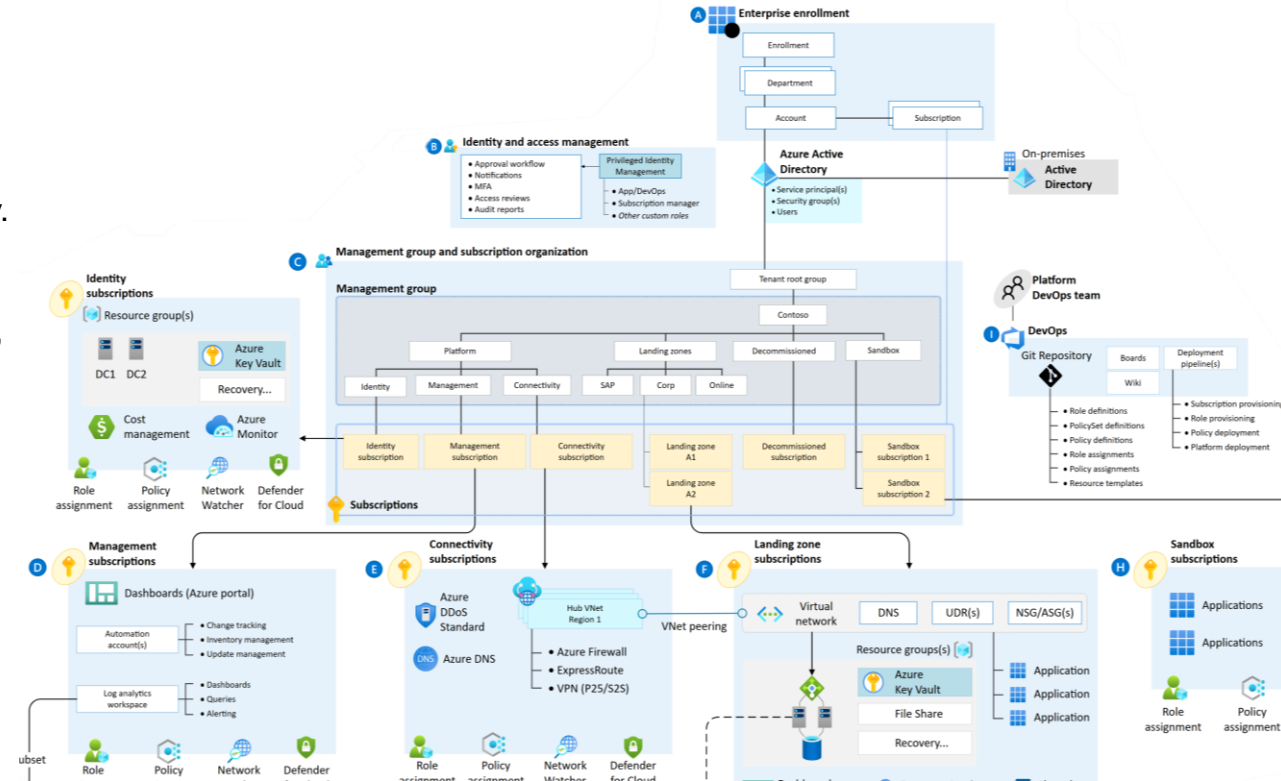 A
Enterprise enrollment
Enrollment
Department
Account
Subscription
B
Identity and access management
• Approval workflow
• Notifications
• MFA
• Access reviews
• Audit reports
Privileged Identity
Management
• App/DevOps
• Subscription manager
• Other custom roles
Azure Active
Directory
• Service principal(s)
• Security group(s)
• Users
On-premises
Active
Directory
C
Management group and subscription organization
Management group
Tenant root group
Contoso
Platform
Landing zones
Decommissioned
Sandbox
Identity
Management
Connectivity
SAP
Corp
Online
Identity
subscription
Management
subscription
Connectivity
subscription
Landing zone
A1
Landing zone
A2
Decommissioned
subscription
Sandbox
subscription 1
Sandbox
subscription 2
Subscriptions
Identity
subscriptions
Resource group(s)
DC1 DC2
Azure
Key Vault
Recovery...
Cost
management
Azure
Monitor
Role
assignment
Policy
assignment
Network
Watcher
Defender
for Cloud
Platform
DevOps team
I
DevOps
Git Repository
Boards
Wiki
Deployment
pipeline(s)
• Role definitions
• PolicySet definitions
• Policy definitions
• Role assignments
• Policy assignments
• Resource templates
• Subscription provisioning
• Role provisioning
• Policy deployment
• Platform deployment
D
Management
subscriptions
Dashboards (Azure portal)
Automation
account(s)
• Change tracking
• Inventory management
• Update management
Log analytics
workspace
• Dashboards
• Queries
• Alerting
ubset
Role
Policy
Network
Defender
E
Connectivity
subscriptions
Azure
DDoS
Standard
DNS
Azure DNS
Hub VNet
Region 1
• Azure Firewall
• ExpressRoute
• VPN (P2S/S2S)
VNet peering
Role
assignment
Policy
assignment
Network
Watcher
Defender
for Cloud
F
Landing zone
subscriptions
Virtual
network
DNS
UDR(s)
NSG/ASG(s)
Resource groups(s)
Azure
Key Vault
File Share
Recovery...
Application
Application
Application
H
Sandbox
subscriptions
Applications
Applications
Role
assignment
Policy
assignment